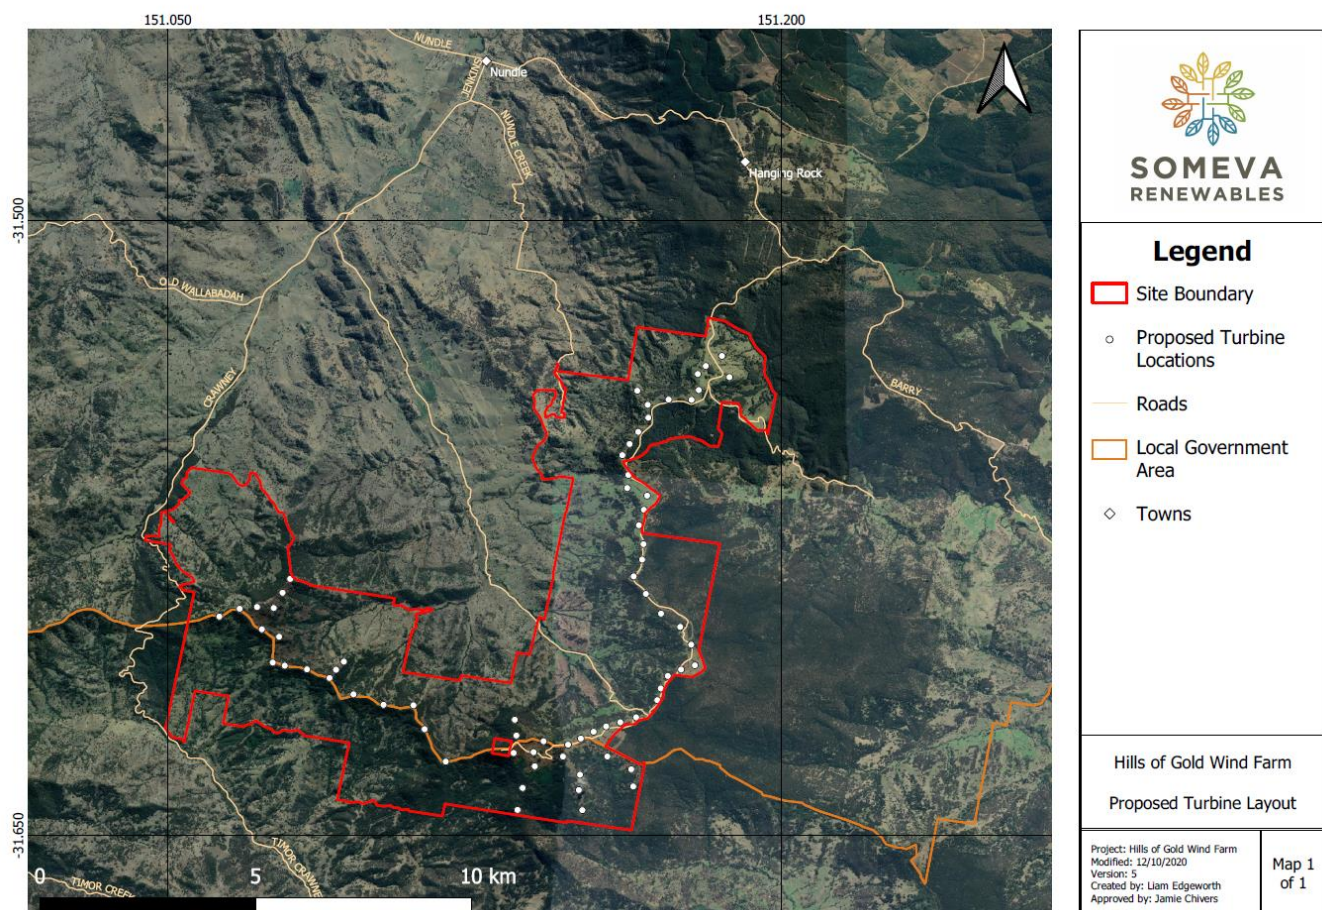 151.050
151.200
NUNDLE
Nundle
JENKINS
NUNDLE CREEK
Hanging Rock
-31.500
OLD WALLABADAH
CRAWNEY
BARRY
-31.650
TIMOR CRAWNEY
TIMOR CREEK
0 5 10 km
SOMEVA
RENEWABLES
Legend
Site Boundary
Proposed Turbine
Locations
Roads
Local Government
Area
Towns
Hills of Gold Wind Farm
Proposed Turbine Layout
Project: Hills of Gold Wind Farm
Modified: 12/10/2020
Version: 5
Created by: Liam Edgeworth
Approved by: Jamie Chivers
Map 1
of 1